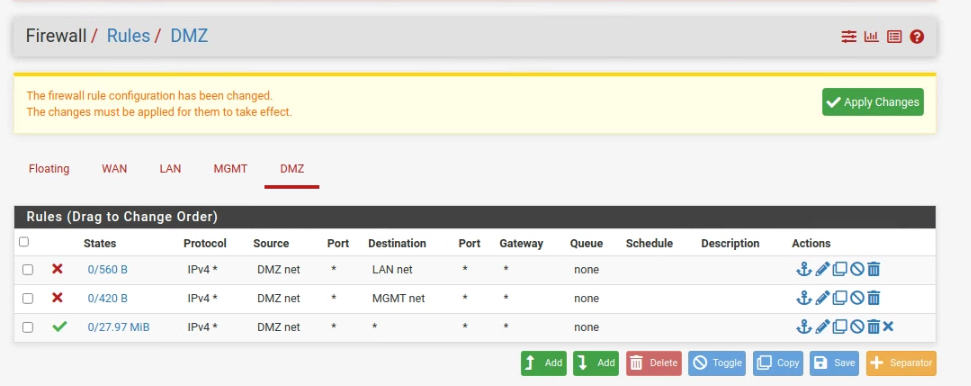 Firewall / Rules / DMZ
The firewall rule configuration has been changed.
The changes must be applied for them to take effect.
Apply Changes
Floating WAN LAN MGMT DMZ
Rules (Drag to Change Order)
States Protocol Source Port Destination Port Gateway Queue Schedule Description Actions
0/560 B IPv4 * DMZ net * LAN net * * none
0/420 B IPv4 * DMZ net * MGMT net * * none
0/27.97 MiB IPv4 * DMZ net * * * * none
Add Add Delete Toggle Copy Save Separator